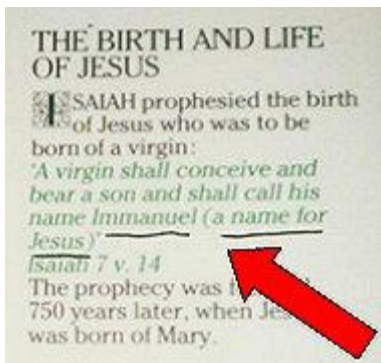 THE BIRTH AND LIFE
OF JESUS
ISAIAH prophesied the birth
of Jesus who was to be
born of a virgin:
'A virgin shall conceive and
bear a son and shall call his
name Immanuel (a name for
Jesus)'
Isaiah 7 v. 14
The prophecy was
750 years later, when
was born of Mary.